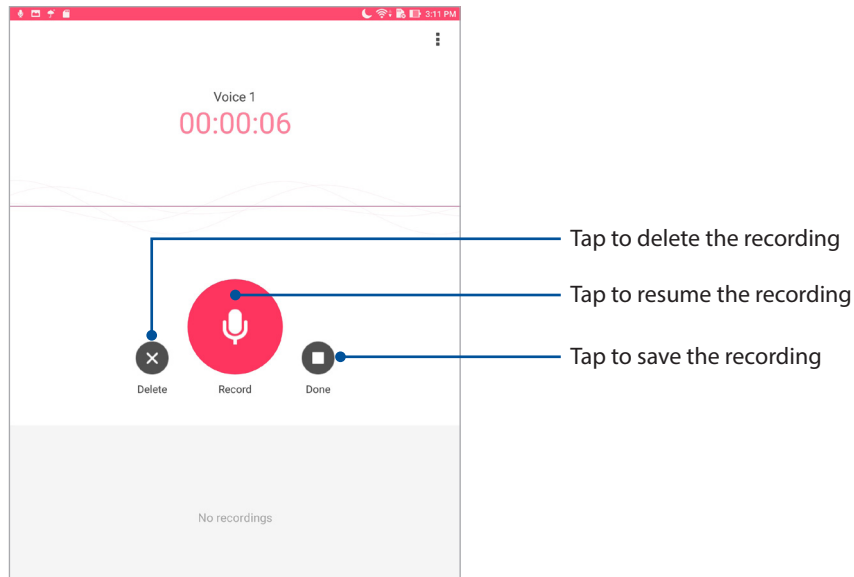 3:11 PM
Voice 1
00:00:06
Tap to delete the recording
Tap to resume the recording
Tap to save the recording
Delete
Record
Done
No recordings